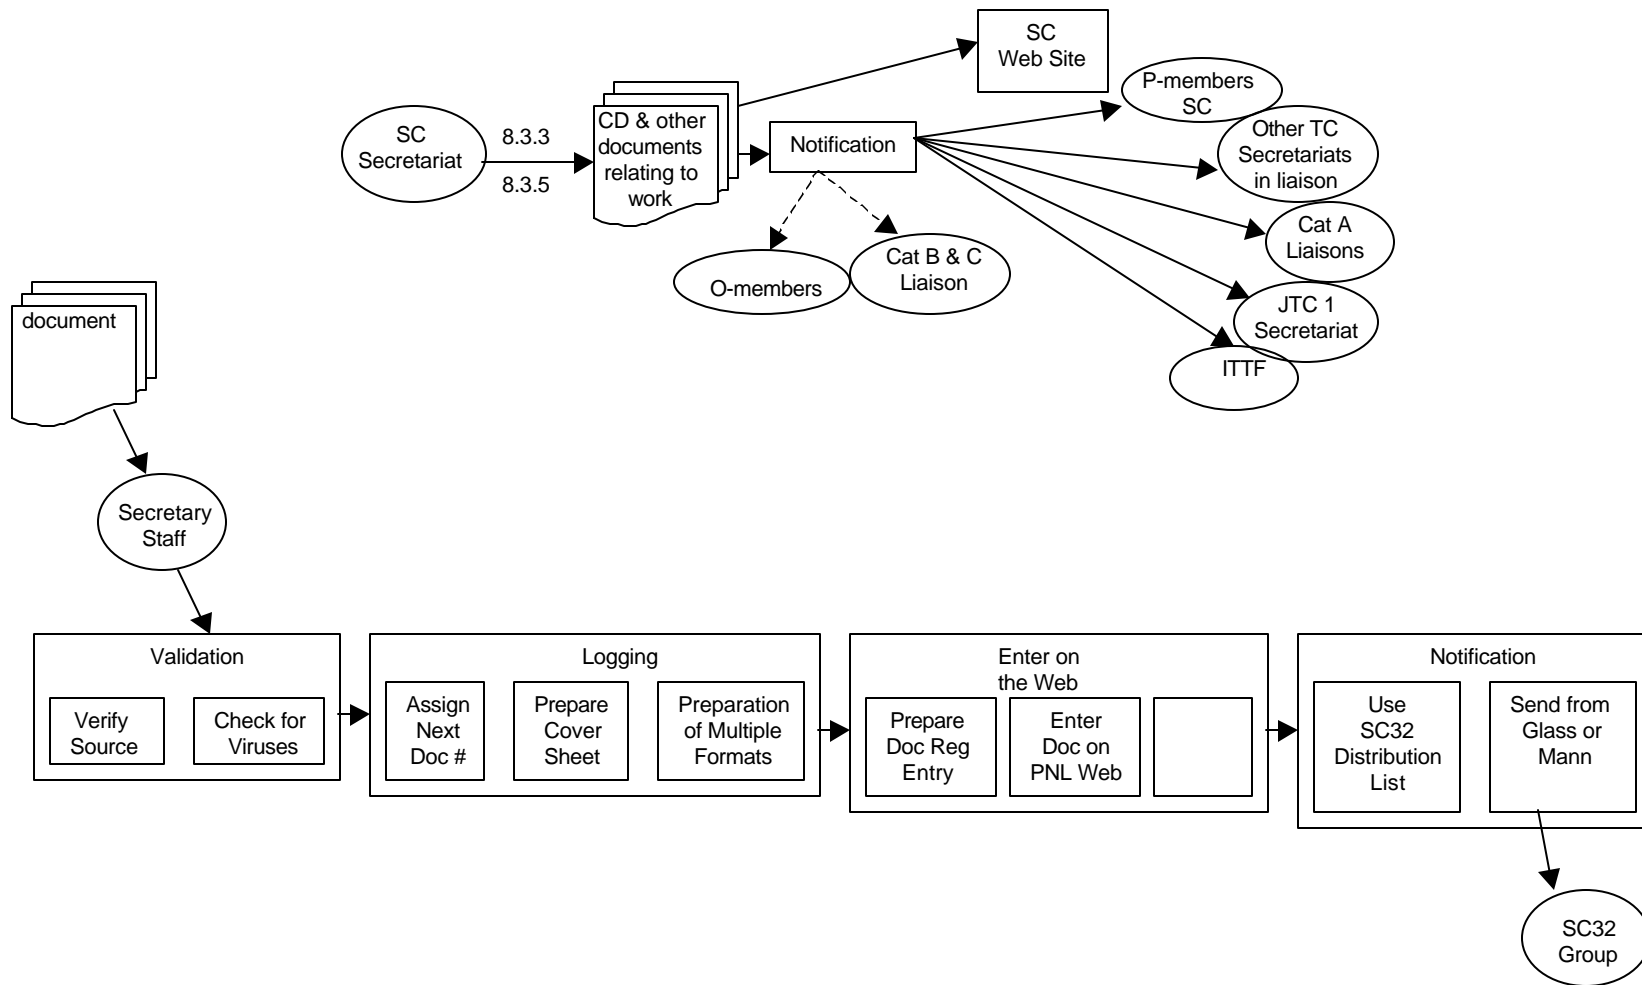 SC
Web Site
P-members
SC
SC
Secretariat
8.3.3
8.3.5
CD & other
documents
relating to
work
Notification
Other TC
Secretariats
in liaison
Cat A
Liaisons
O-members
Cat B & C
Liaison
JTC 1
Secretariat
ITTF
document
Secretary
Staff
Validation
Verify
Source
Check for
Viruses
Logging
Assign
Next
Doc #
Prepare
Cover
Sheet
Preparation
of Multiple
Formats
Enter on
the Web
Prepare
Doc Reg
Entry
Enter
Doc on
PNL Web
Notification
Use
SC32
Distribution
List
Send from
Glass or
Mann
SC32
Group